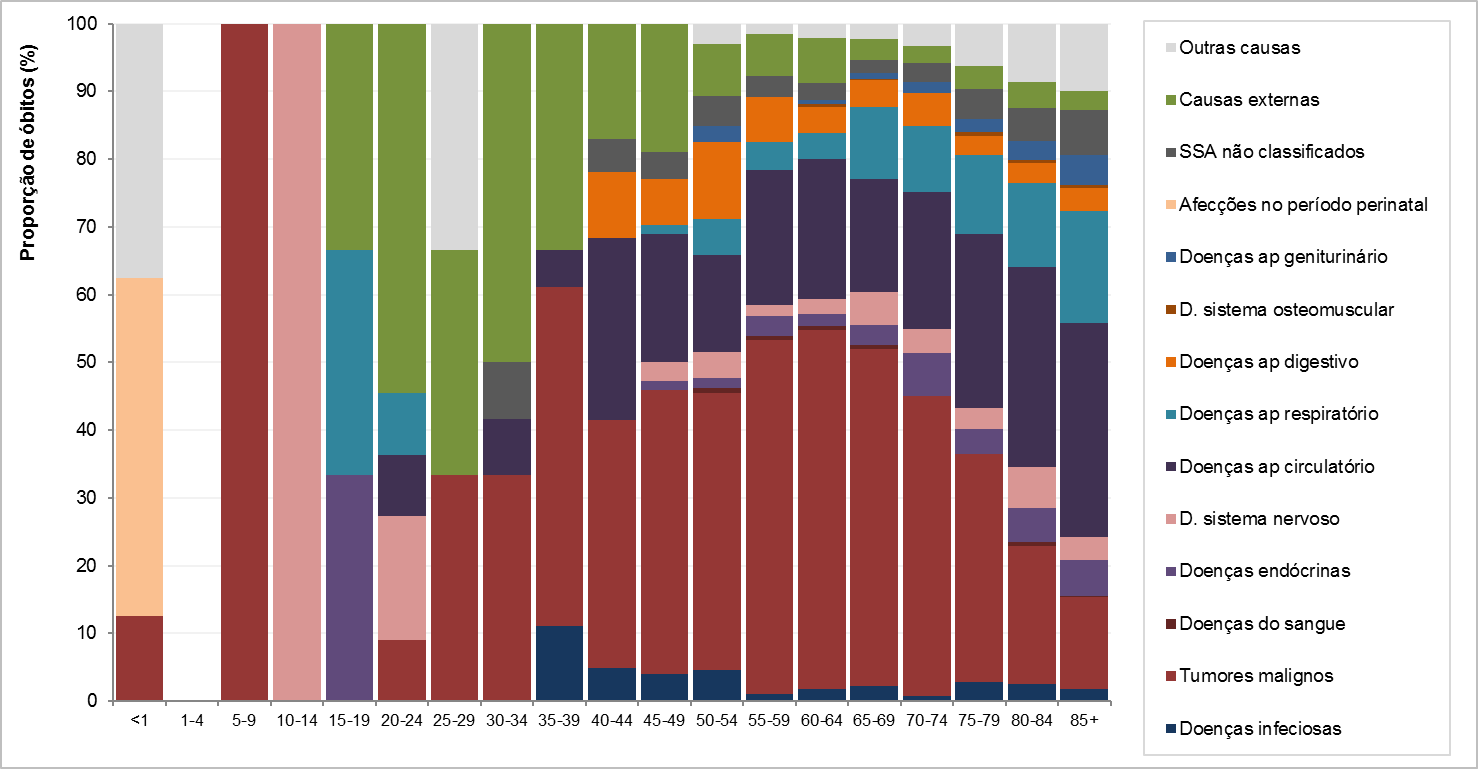 Proporção de óbitos (%)
100
90
80
70
60
50
40
30
20
10
0
<1 1-4 5-9 10-14 15-19 20-24 25-29 30-34 35-39 40-44 45-49 50-54 55-59 60-64 65-69 70-74 75-79 80-84 85+
Outras causas
Causas externas
SSA não classificados
Afecções no período perinatal
Doenças ap geniturinário
D. sistema osteomuscular
Doenças ap digestivo
Doenças ap respiratório
Doenças ap circulatório
D. sistema nervoso
Doenças endócrinas
Doenças do sangue
Tumores malignos
Doenças infeciosas